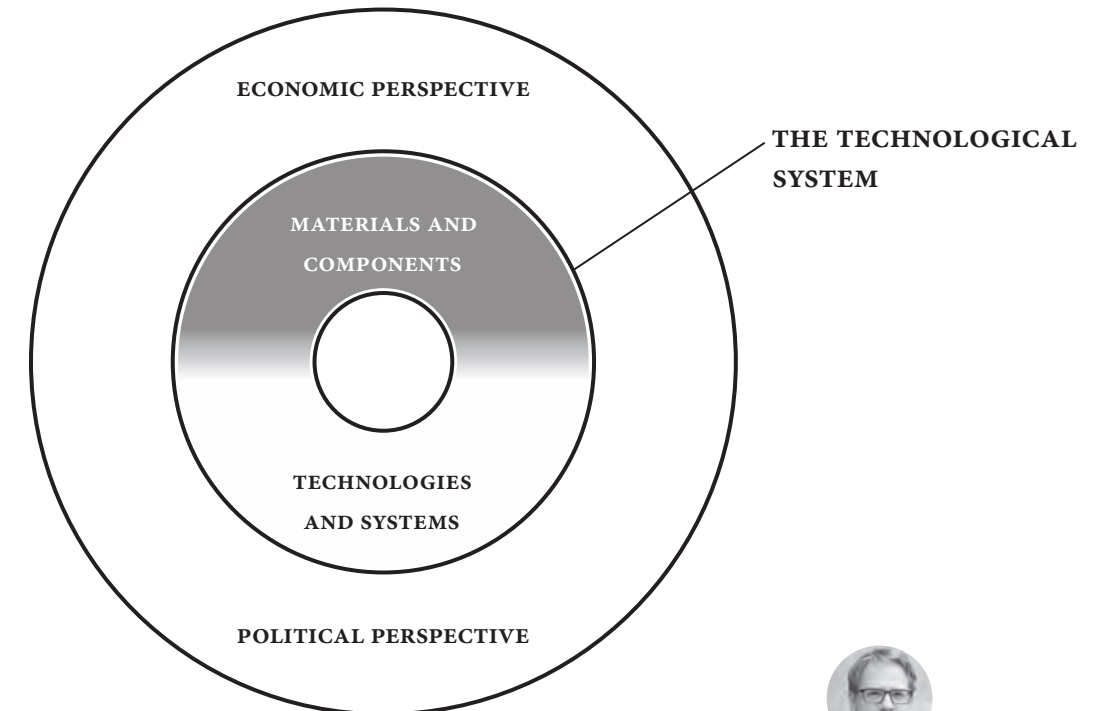 ECONOMIC PERSPECTIVE
THE TECHNOLOGICAL
SYSTEM
MATERIALS AND
COMPONENTS
TECHNOLOGIES
AND SYSTEMS
POLITICAL PERSPECTIVE